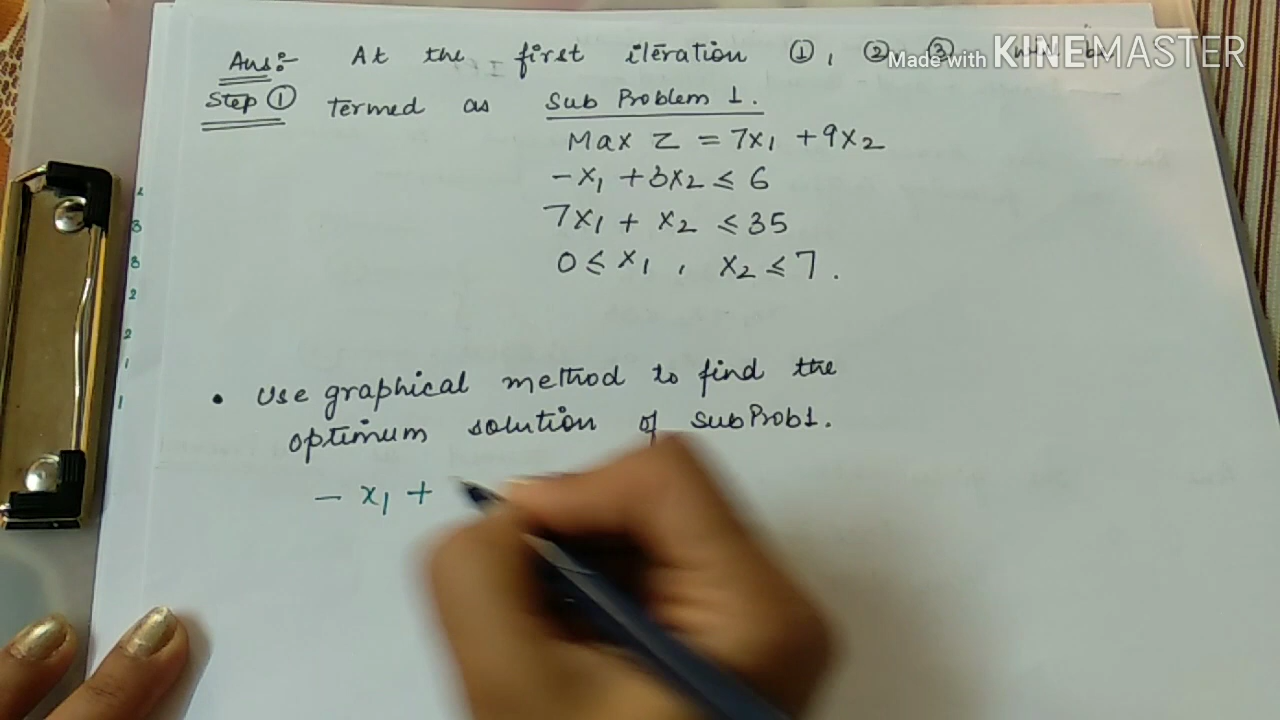 Ans:- At the first iteration ①, ② ③
Made with KINEMASTER
Step ① termed as Sub Problem 1.
Max Z = 7x₁ + 9x₂
-x₁ + 3x₂ ≤ 6
7x₁ + x₂ ≤ 35
0 ≤ x₁ , x₂ ≤ 7 .
• Use graphical method to find the
optimum solution of SubProb1.
- x₁ +